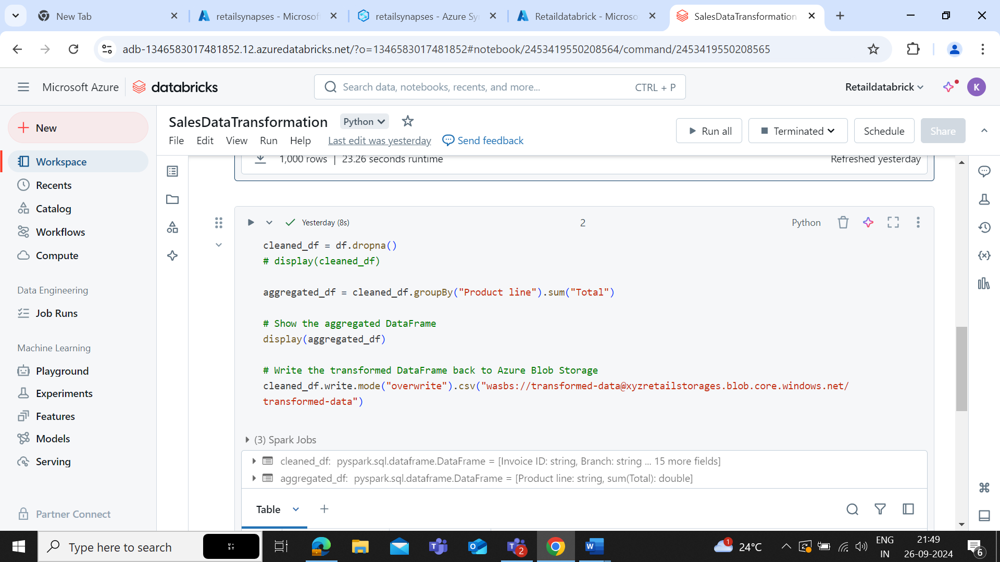 New Tab
retailsynapses - Microsof
retailsynapses - Azure Sy
Retaildatabrick - Microso
SalesDataTransformation
adb-1346583017481852.12.azuredatabricks.net/?o=1346583017481852#notebook/2453419550208564/command/2453419550208565
Microsoft Azure
databricks
Search data, notebooks, recents, and more...
CTRL + P
Retaildatabrick
K
New
Workspace
Recents
Catalog
Workflows
Compute
Data Engineering
Job Runs
Machine Learning
Playground
Experiments
Features
Models
Serving
Partner Connect
SalesDataTransformation
Python
File Edit View Run Help Last edit was yesterday Send feedback
Run all
Terminated
Schedule
Share
1,000 rows | 23.26 seconds runtime
Refreshed yesterday
Yesterday (8s)
2
Python
cleaned_df = df.dropna()
# display(cleaned_df)
aggregated_df = cleaned_df.groupBy("Product line").sum("Total")
# Show the aggregated DataFrame
display(aggregated_df)
# Write the transformed DataFrame back to Azure Blob Storage
cleaned_df.write.mode("overwrite").csv("wasbs://transformed-data@xyzretailstorages.blob.core.windows.net/
transformed-data")
(3) Spark Jobs
cleaned_df: pyspark.sql.dataframe.DataFrame = [Invoice ID: string, Branch: string ... 15 more fields]
aggregated_df: pyspark.sql.dataframe.DataFrame = [Product line: string, sum(Total): double]
Table
Type here to search
2
1
24°C
ENG
IN
21:49
26-09-2024
6